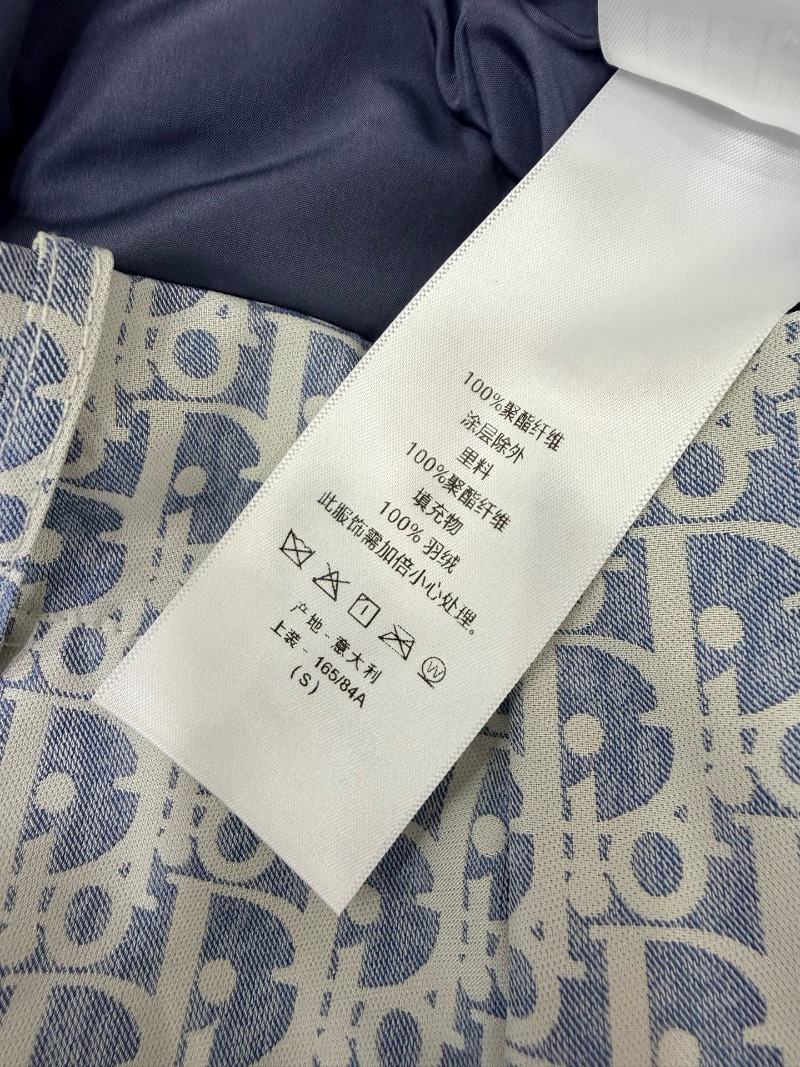 100%聚酯纤维
涂层除外
里料
100%聚酯纤维
填充物
100% 羽绒
此服饰需加倍小心处理。
1 W
产地 - 意大利
上装 - 165/84A
(S)
Dior